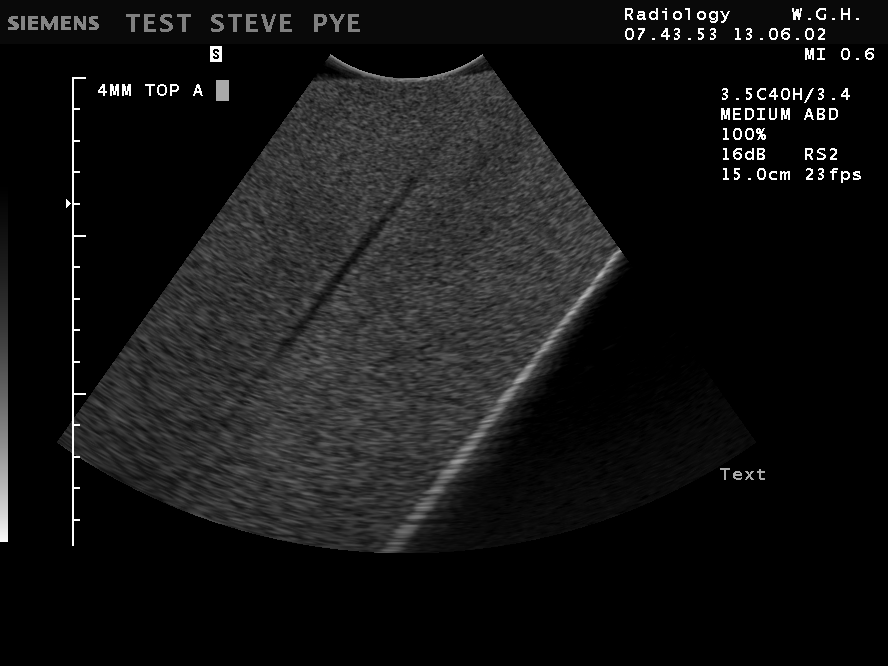 SIEMENS TEST STEVE PYE
Radiology W.G.H.
07.43.53 13.06.02
MI 0.6
S
4MM TOP A
3.5C40H/3.4
MEDIUM ABD
100%
16dB RS2
15.0cm 23fps
Text